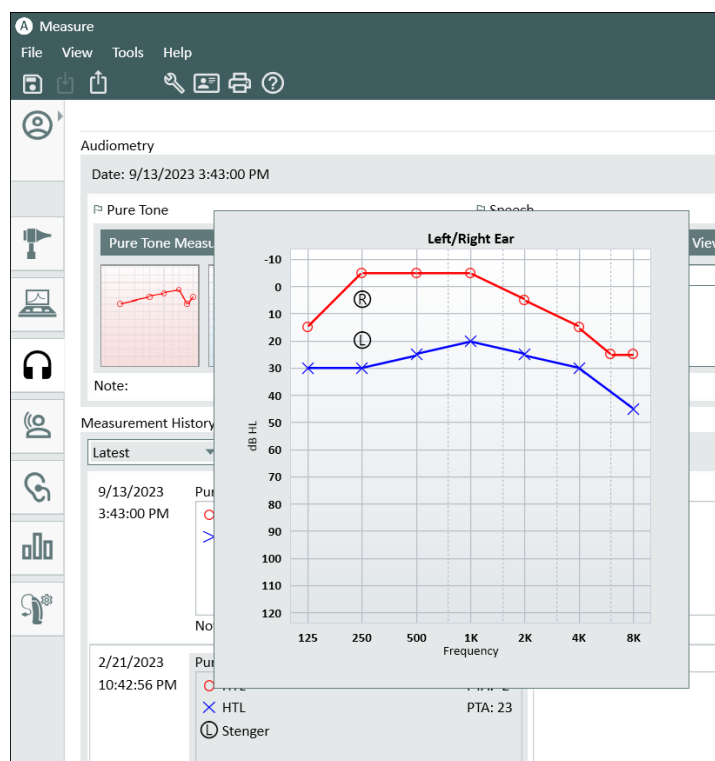 A Measure
File View Tools Help
Audiometry
Date: 9/13/2023 3:43:00 PM
Pure Tone
Speech
Pure Tone Measu
View
Note:
Left/Right Ear
-10
0
10
20
30
40
50
60
70
80
90
100
110
120
dB HL
R
L
125 250 500 1K 2K 4K 8K
Frequency
Measurement History
Latest
9/13/2023 Pur
3:43:00 PM
No
2/21/2023 Pur
10:42:56 PM
HTL PTA: 23
L Stenger